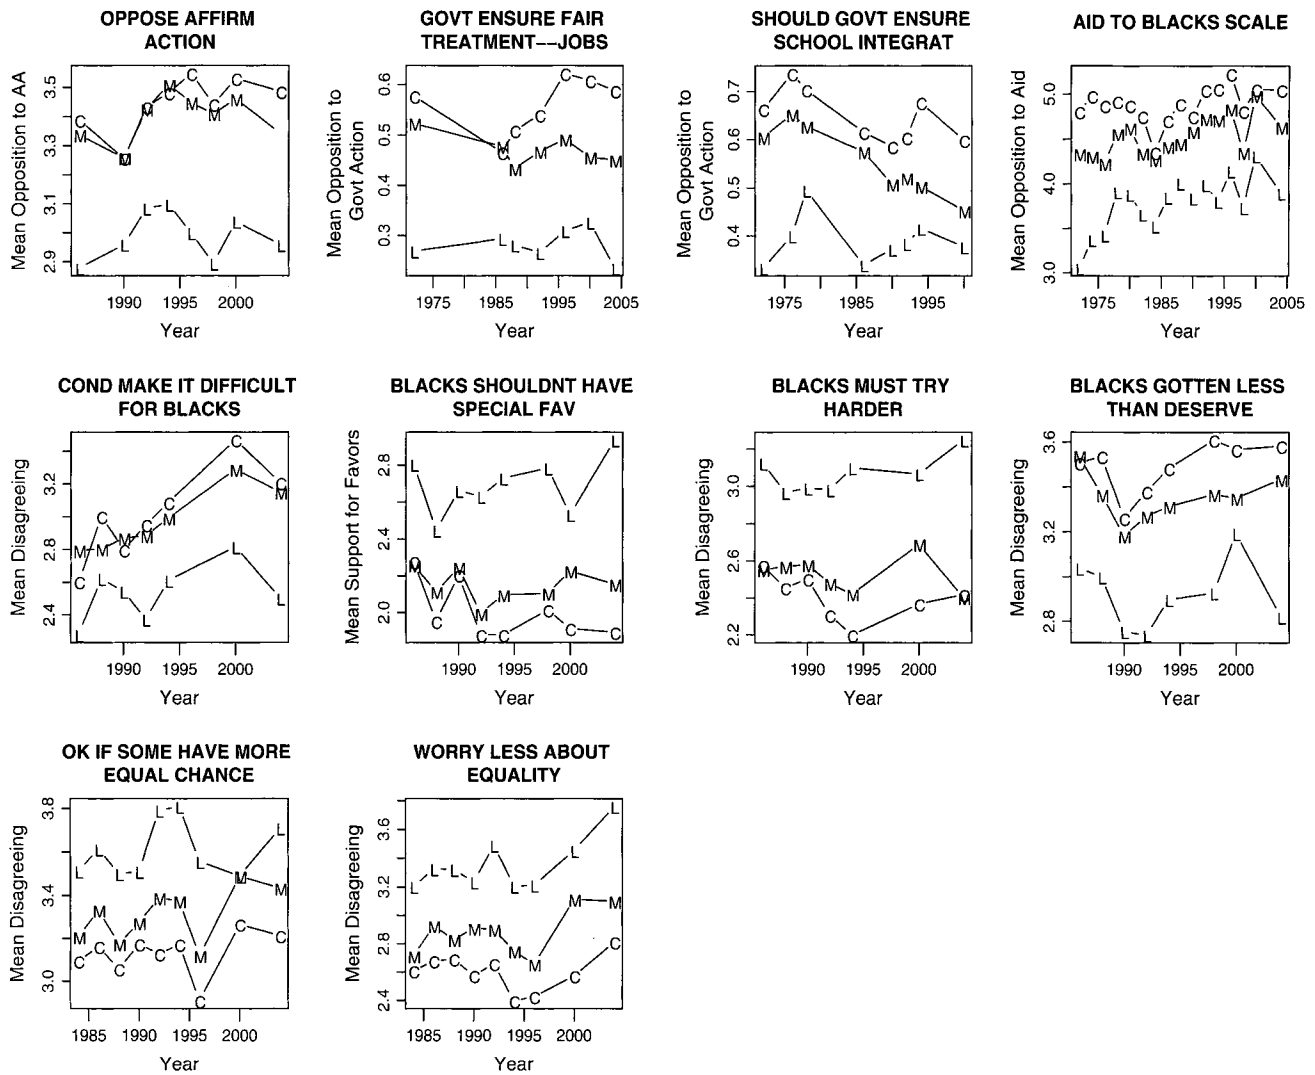 OPPOSE AFFIRM
ACTION
Mean Opposition to AA
3.5
3.3
3.1
2.9
C C C C C C C C
M M M M M M M
L L L L L L L L
1990 1995 2000
Year
GOVT ENSURE FAIR
TREATMENT––JOBS
Mean Opposition to
Govt Action
0.6
0.5
0.4
0.3
C C C C C C C
M M M M M M M
L L L L L L L
1975 1985 1995 2005
Year
SHOULD GOVT ENSURE
SCHOOL INTEGRAT
Mean Opposition to
Govt Action
0.7
0.6
0.5
0.4
C C C C C C C C
M M M M M M M M
L L L L L L L L
1975 1985 1995
Year
AID TO BLACKS SCALE
Mean Opposition to Aid
5.0
4.0
3.0
C C C C C C C C C C C C C C C C
M M M M M M M M M M M M M M M M
L L L L L L L L L L L L L L L L
1975 1985 1995 2005
Year
COND MAKE IT DIFFICULT
FOR BLACKS
Mean Disagreeing
3.2
2.8
2.4
C C C C C C C
M M M M M M M
L L L L L L L
1990 1995 2000
Year
BLACKS SHOULDNT HAVE
SPECIAL FAV
Mean Support for Favors
2.8
2.4
2.0
L L L L L L L L
M M M M M M M M
C C C C C C C C
1990 1995 2000
Year
BLACKS MUST TRY
HARDER
Mean Disagreeing
3.0
2.6
2.2
L L L L L L L
M M M M M M M
C C C C C C C
1990 1995 2000
Year
BLACKS GOTTEN LESS
THAN DESERVE
Mean Disagreeing
3.6
3.2
2.8
C C C C C C C C
M M M M M M M M
L L L L L L L L
1990 1995 2000
Year
OK IF SOME HAVE MORE
EQUAL CHANCE
Mean Disagreeing
3.8
3.4
3.0
L L L L L L L L L
M M M M M M M M M
C C C C C C C C C
1985 1990 1995 2000
Year
WORRY LESS ABOUT
EQUALITY
Mean Disagreeing
3.6
3.2
2.8
2.4
L L L L L L L L L
M M M M M M M M M
C C C C C C C C C
1985 1990 1995 2000
Year